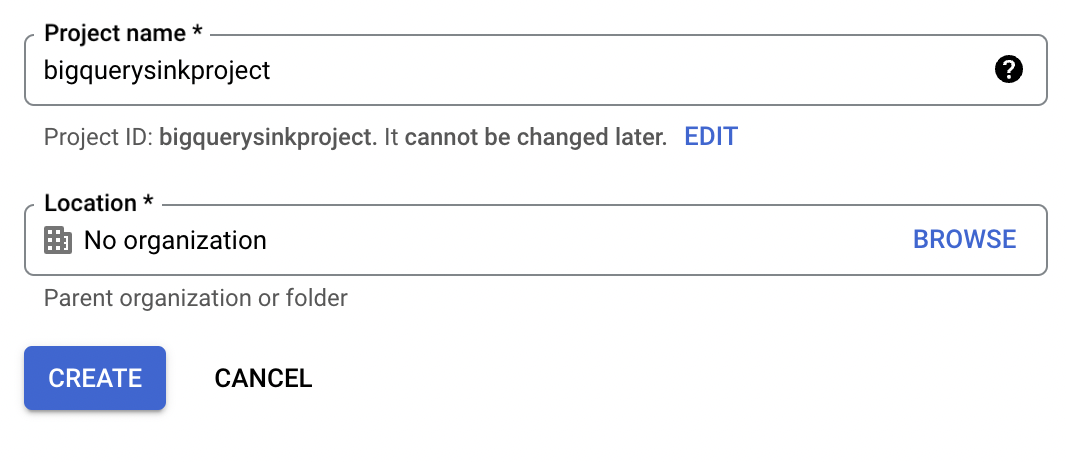 Project name *
bigquerysinkproject
Project ID: bigquerysinkproject. It cannot be changed later. EDIT
Location *
No organization BROWSE
Parent organization or folder
CREATE CANCEL